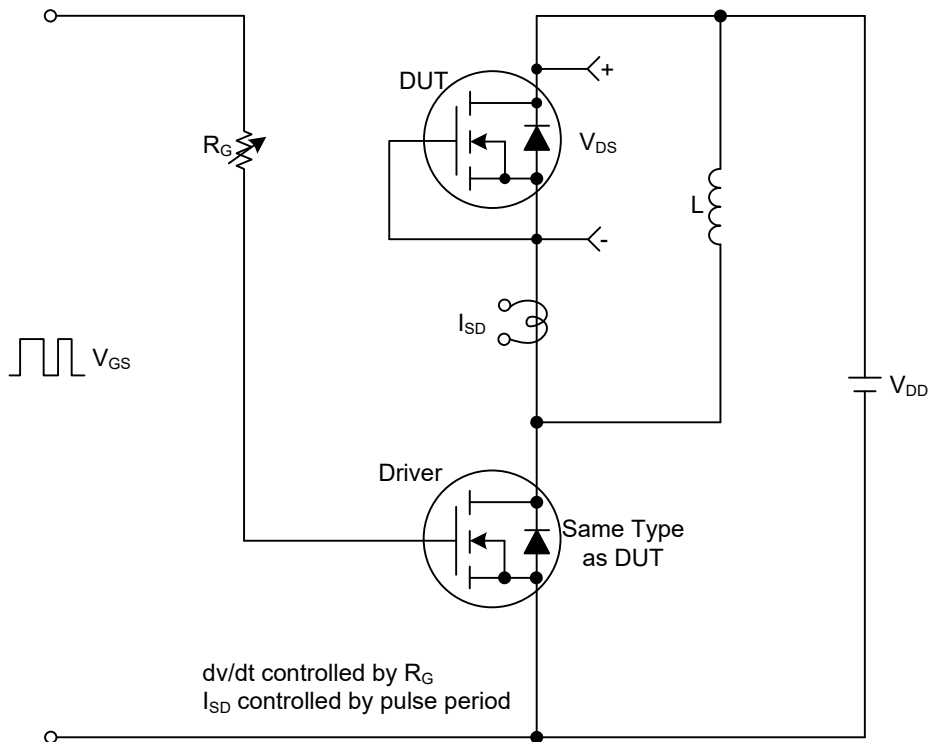 DUT
+
R_G
V_DS
L
-
I_SD
V_GS
V_DD
Driver
Same Type
as DUT
dv/dt controlled by R_G
I_SD controlled by pulse period